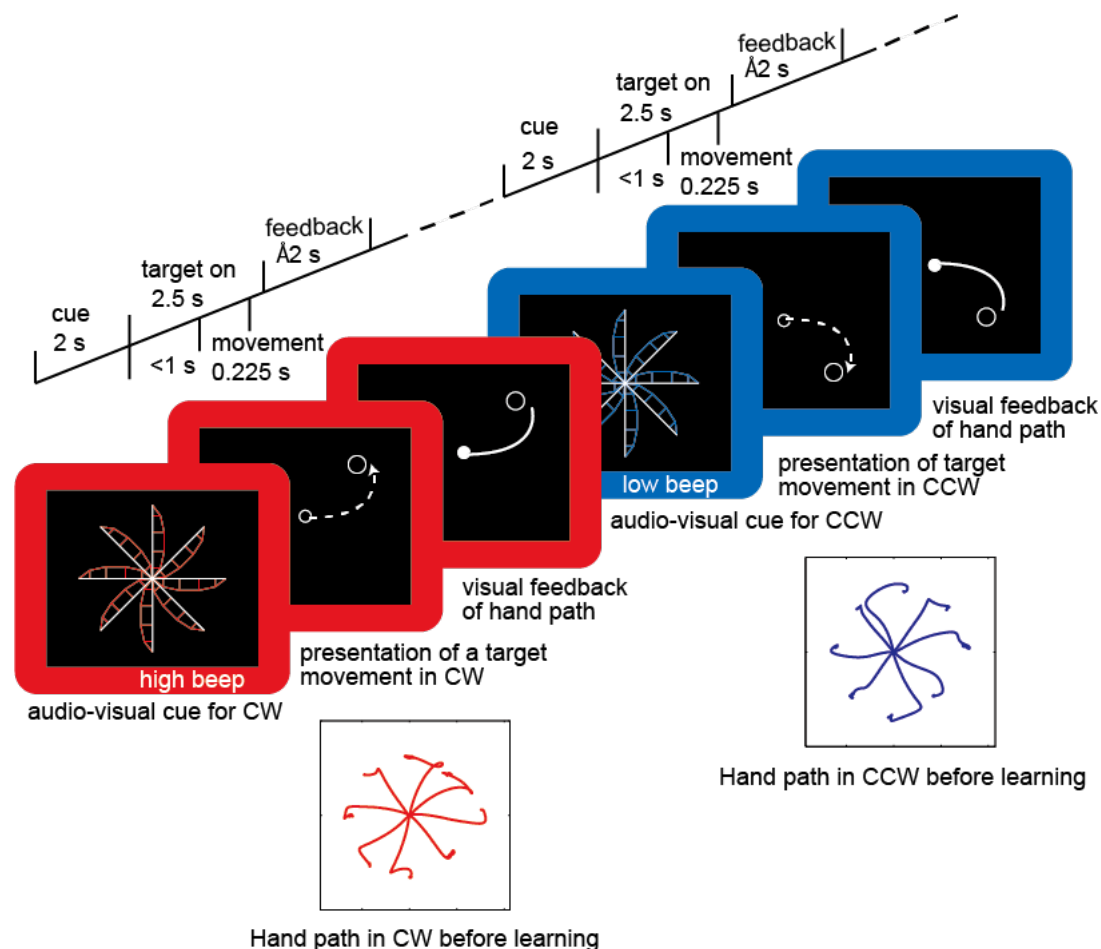 feedback
Å2 s
target on
2.5 s
cue
2 s
<1 s
movement
0.225 s
feedback
Å2 s
target on
2.5 s
cue
2 s
<1 s
movement
0.225 s
visual feedback
of hand path
low beep
presentation of target
movement in CCW
audio-visual cue for CCW
visual feedback
of hand path
high beep
presentation of a target
movement in CW
audio-visual cue for CW
Hand path in CCW before learning
Hand path in CW before learning